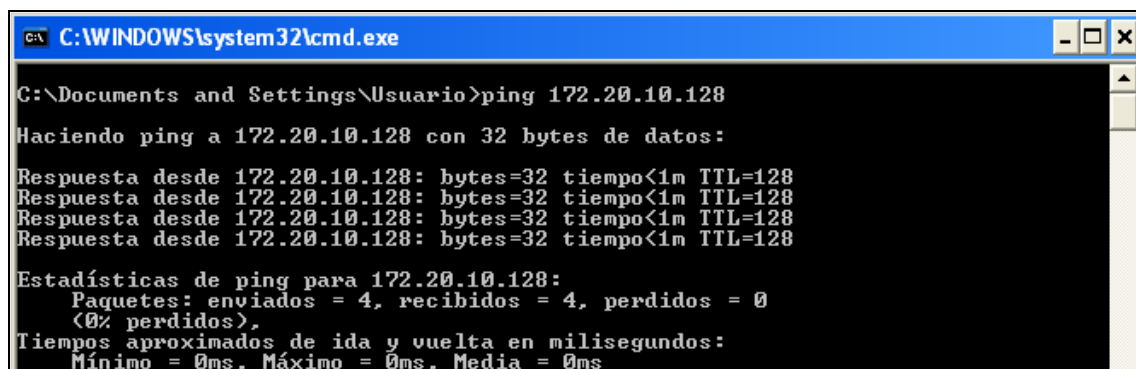 C:\WINDOWS\system32\cmd.exe
C:\Documents and Settings\Usuario>ping 172.20.10.128
Haciendo ping a 172.20.10.128 con 32 bytes de datos:
Respuesta desde 172.20.10.128: bytes=32 tiempo<1m TTL=128
Respuesta desde 172.20.10.128: bytes=32 tiempo<1m TTL=128
Respuesta desde 172.20.10.128: bytes=32 tiempo<1m TTL=128
Respuesta desde 172.20.10.128: bytes=32 tiempo<1m TTL=128
Estadísticas de ping para 172.20.10.128:
Paquetes: enviados = 4, recibidos = 4, perdidos = 0
(0% perdidos),
Tiempos aproximados de ida y vuelta en milisegundos:
Mínimo = 0ms, Máximo = 0ms, Media = 0ms